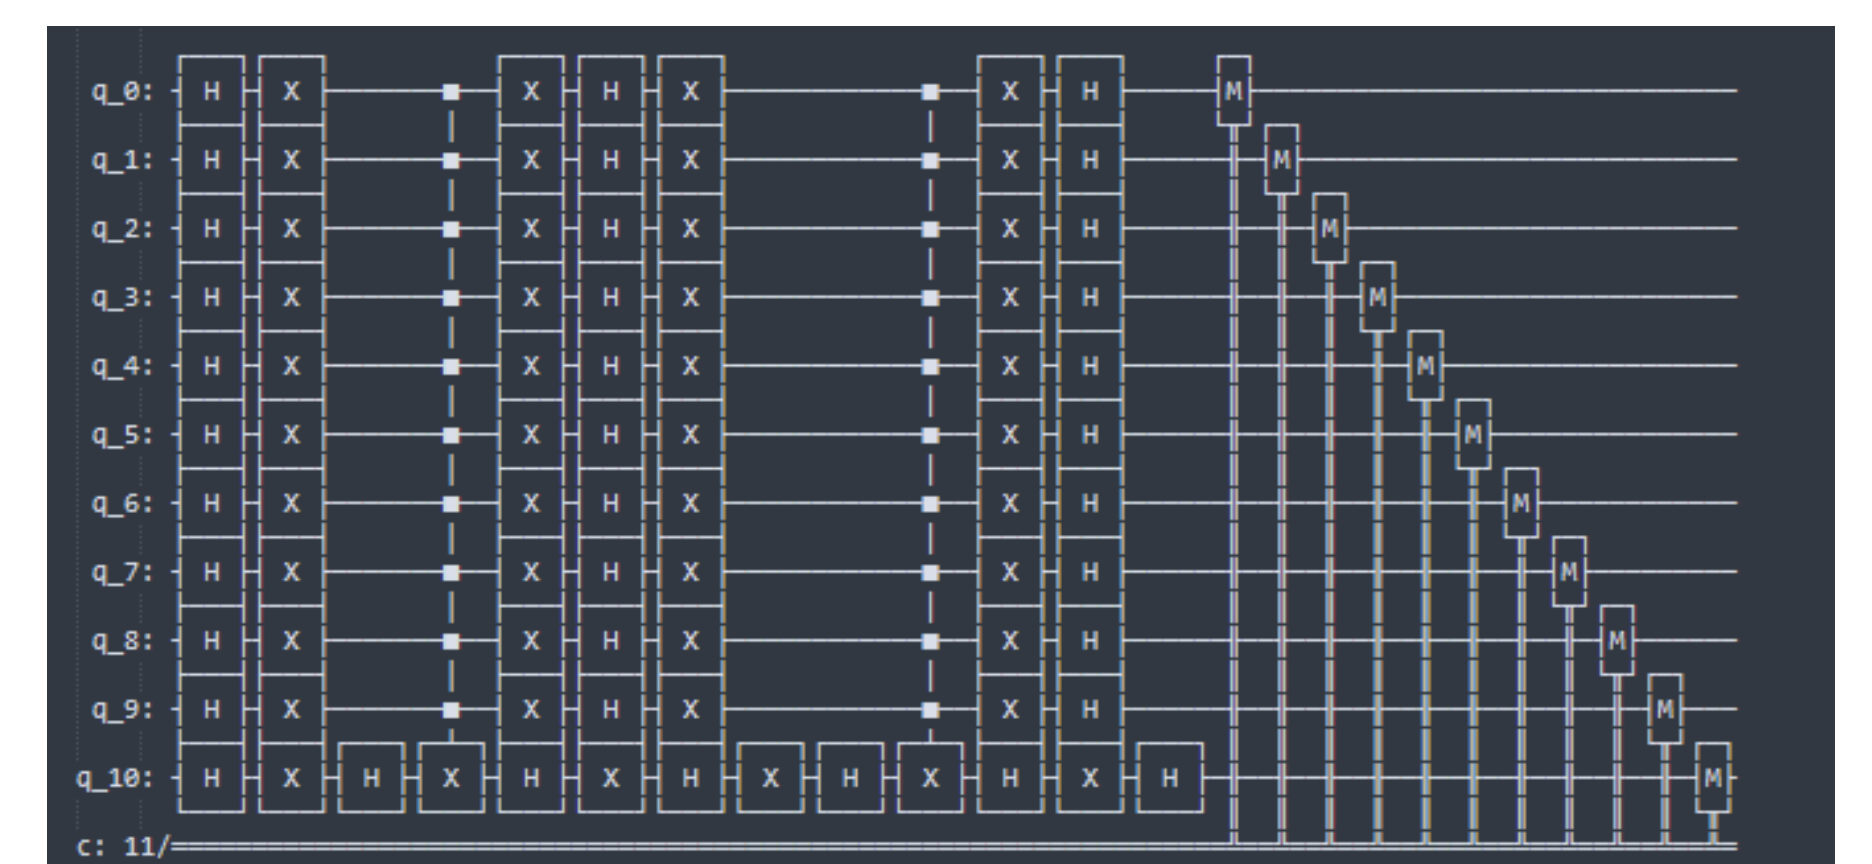 q_0: H X X H X X H M
q_1: H X X H X X H M
q_2: H X X H X X H M
q_3: H X X H X X H M
q_4: H X X H X X H M
q_5: H X X H X X H M
q_6: H X X H X X H M
q_7: H X X H X X H M
q_8: H X X H X X H M
q_9: H X X H X X H M
q_10: H X H X H X H X H X H X H M
c: 11/